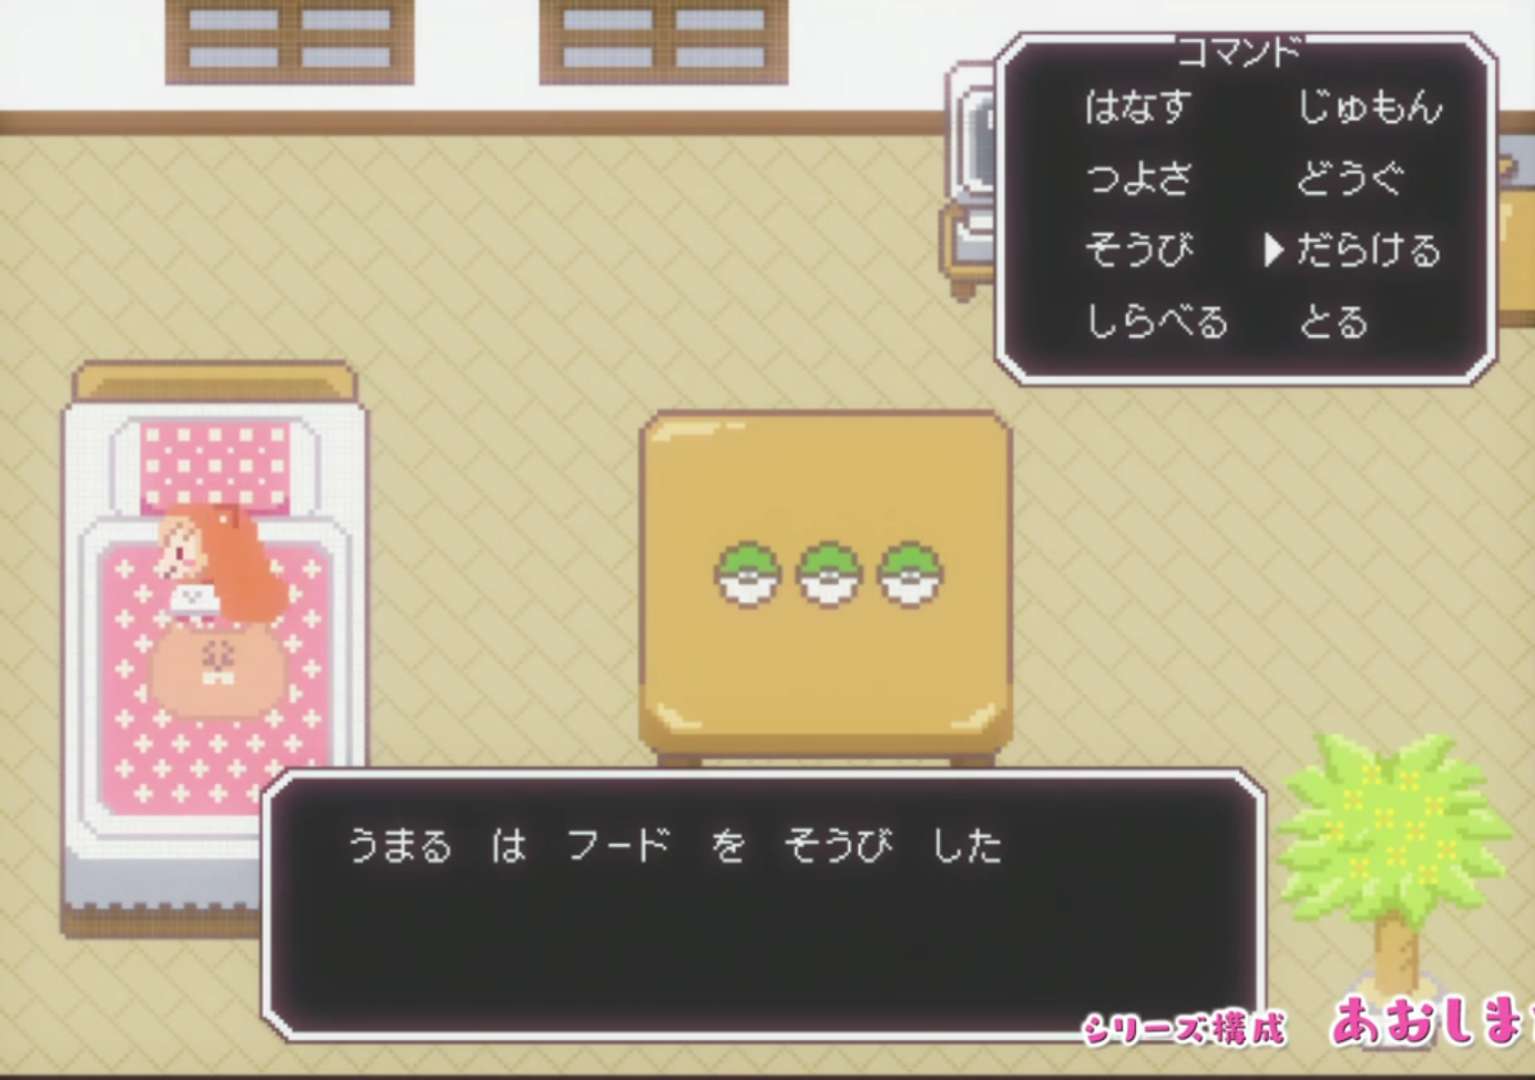 コマンド
はなす じゅもん
つよさ どうぐ
そうび ▶だらける
しらべる とる
うまる は フード を そうび した
シリーズ構成 あおしま